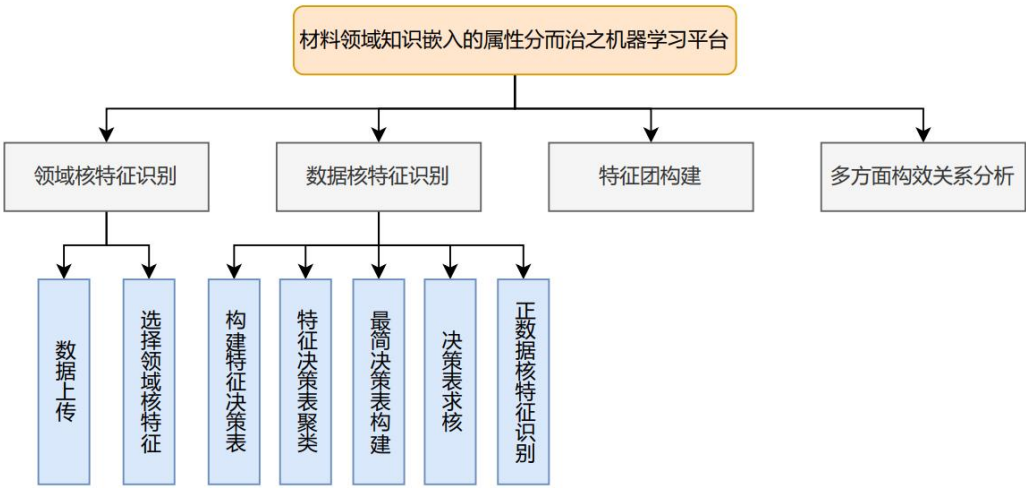 材料领域知识嵌入的属性分而治之机器学习平台
领域核特征识别
数据核特征识别
特征团构建
多方面构效关系分析
数据上传
选择领域核特征
构建特征决策表
特征决策表聚类
最简决策表构建
决策表求核
正数据核特征识别